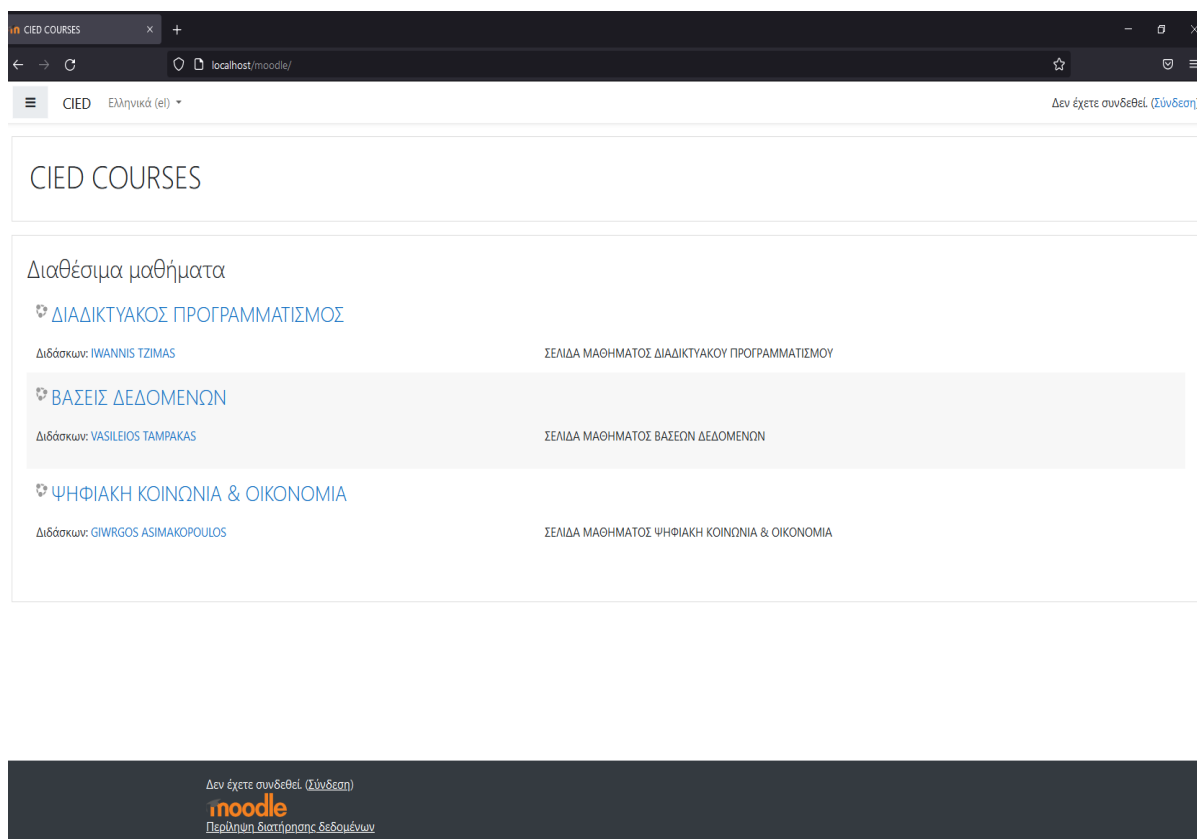 CIED COURSES
localhost/moodle/
CIED Ελληνικά (el)
Δεν έχετε συνδεθεί. (Σύνδεση)
CIED COURSES
Διαθέσιμα μαθήματα
ΔΙΑΔΙΚΤΥΑΚΟΣ ΠΡΟΓΡΑΜΜΑΤΙΣΜΟΣ
Διδάσκων: IWANNIS TZIMAS
ΣΕΛΙΔΑ ΜΑΘΗΜΑΤΟΣ ΔΙΑΔΙΚΤΥΑΚΟΥ ΠΡΟΓΡΑΜΜΑΤΙΣΜΟΥ
ΒΑΣΕΙΣ ΔΕΔΟΜΕΝΩΝ
Διδάσκων: VASILEIOS TAMPAKAS
ΣΕΛΙΔΑ ΜΑΘΗΜΑΤΟΣ ΒΑΣΕΩΝ ΔΕΔΟΜΕΝΩΝ
ΨΗΦΙΑΚΗ ΚΟΙΝΩΝΙΑ & ΟΙΚΟΝΟΜΙΑ
Διδάσκων: GIWRGOS ASIMAKOPOULOS
ΣΕΛΙΔΑ ΜΑΘΗΜΑΤΟΣ ΨΗΦΙΑΚΗ ΚΟΙΝΩΝΙΑ & ΟΙΚΟΝΟΜΙΑ
Δεν έχετε συνδεθεί. (Σύνδεση)
moodle
Περίληψη διατήρησης δεδομένων